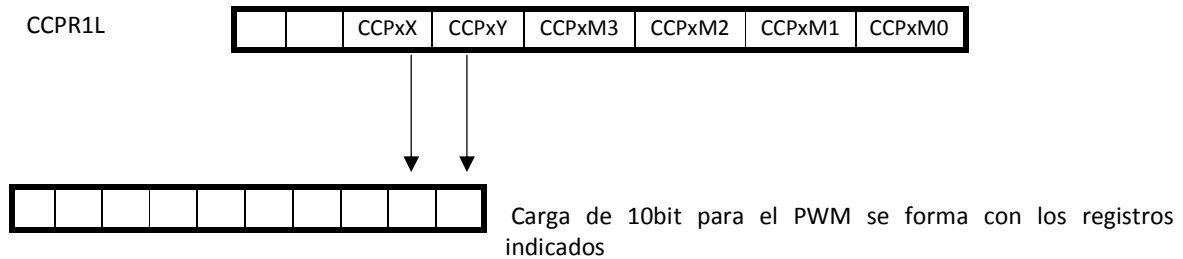 CCPR1L CCPxX CCPxY CCPxM3 CCPxM2 CCPxM1 CCPxM0
Carga de 10bit para el PWM se forma con los registros
indicados